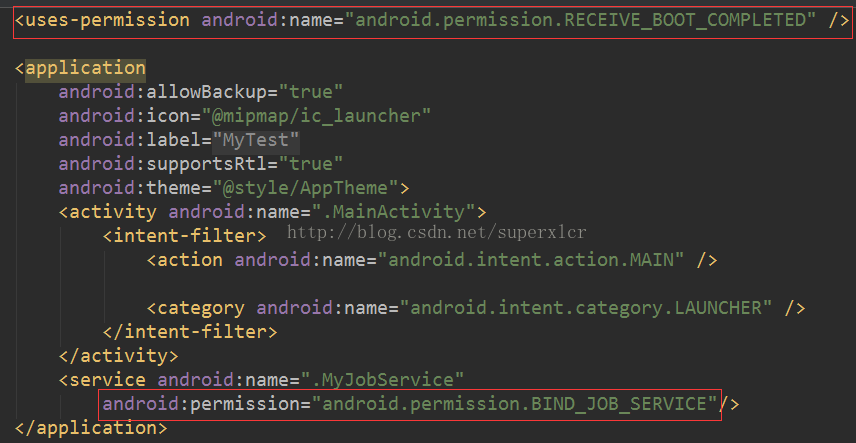 <uses-permission android:name="android.permission.RECEIVE_BOOT_COMPLETED" />
<application
android:allowBackup="true"
android:icon="@mipmap/ic_launcher"
android:label="MyTest"
android:supportsRtl="true"
android:theme="@style/AppTheme">
<activity android:name=".MainActivity">
<intent-filter>
http://blog.csdn.net/superxlcr
<action android:name="android.intent.action.MAIN" />
<category android:name="android.intent.category.LAUNCHER" />
</intent-filter>
</activity>
<service android:name=".MyJobService"
android:permission="android.permission.BIND_JOB_SERVICE"/>
</application>